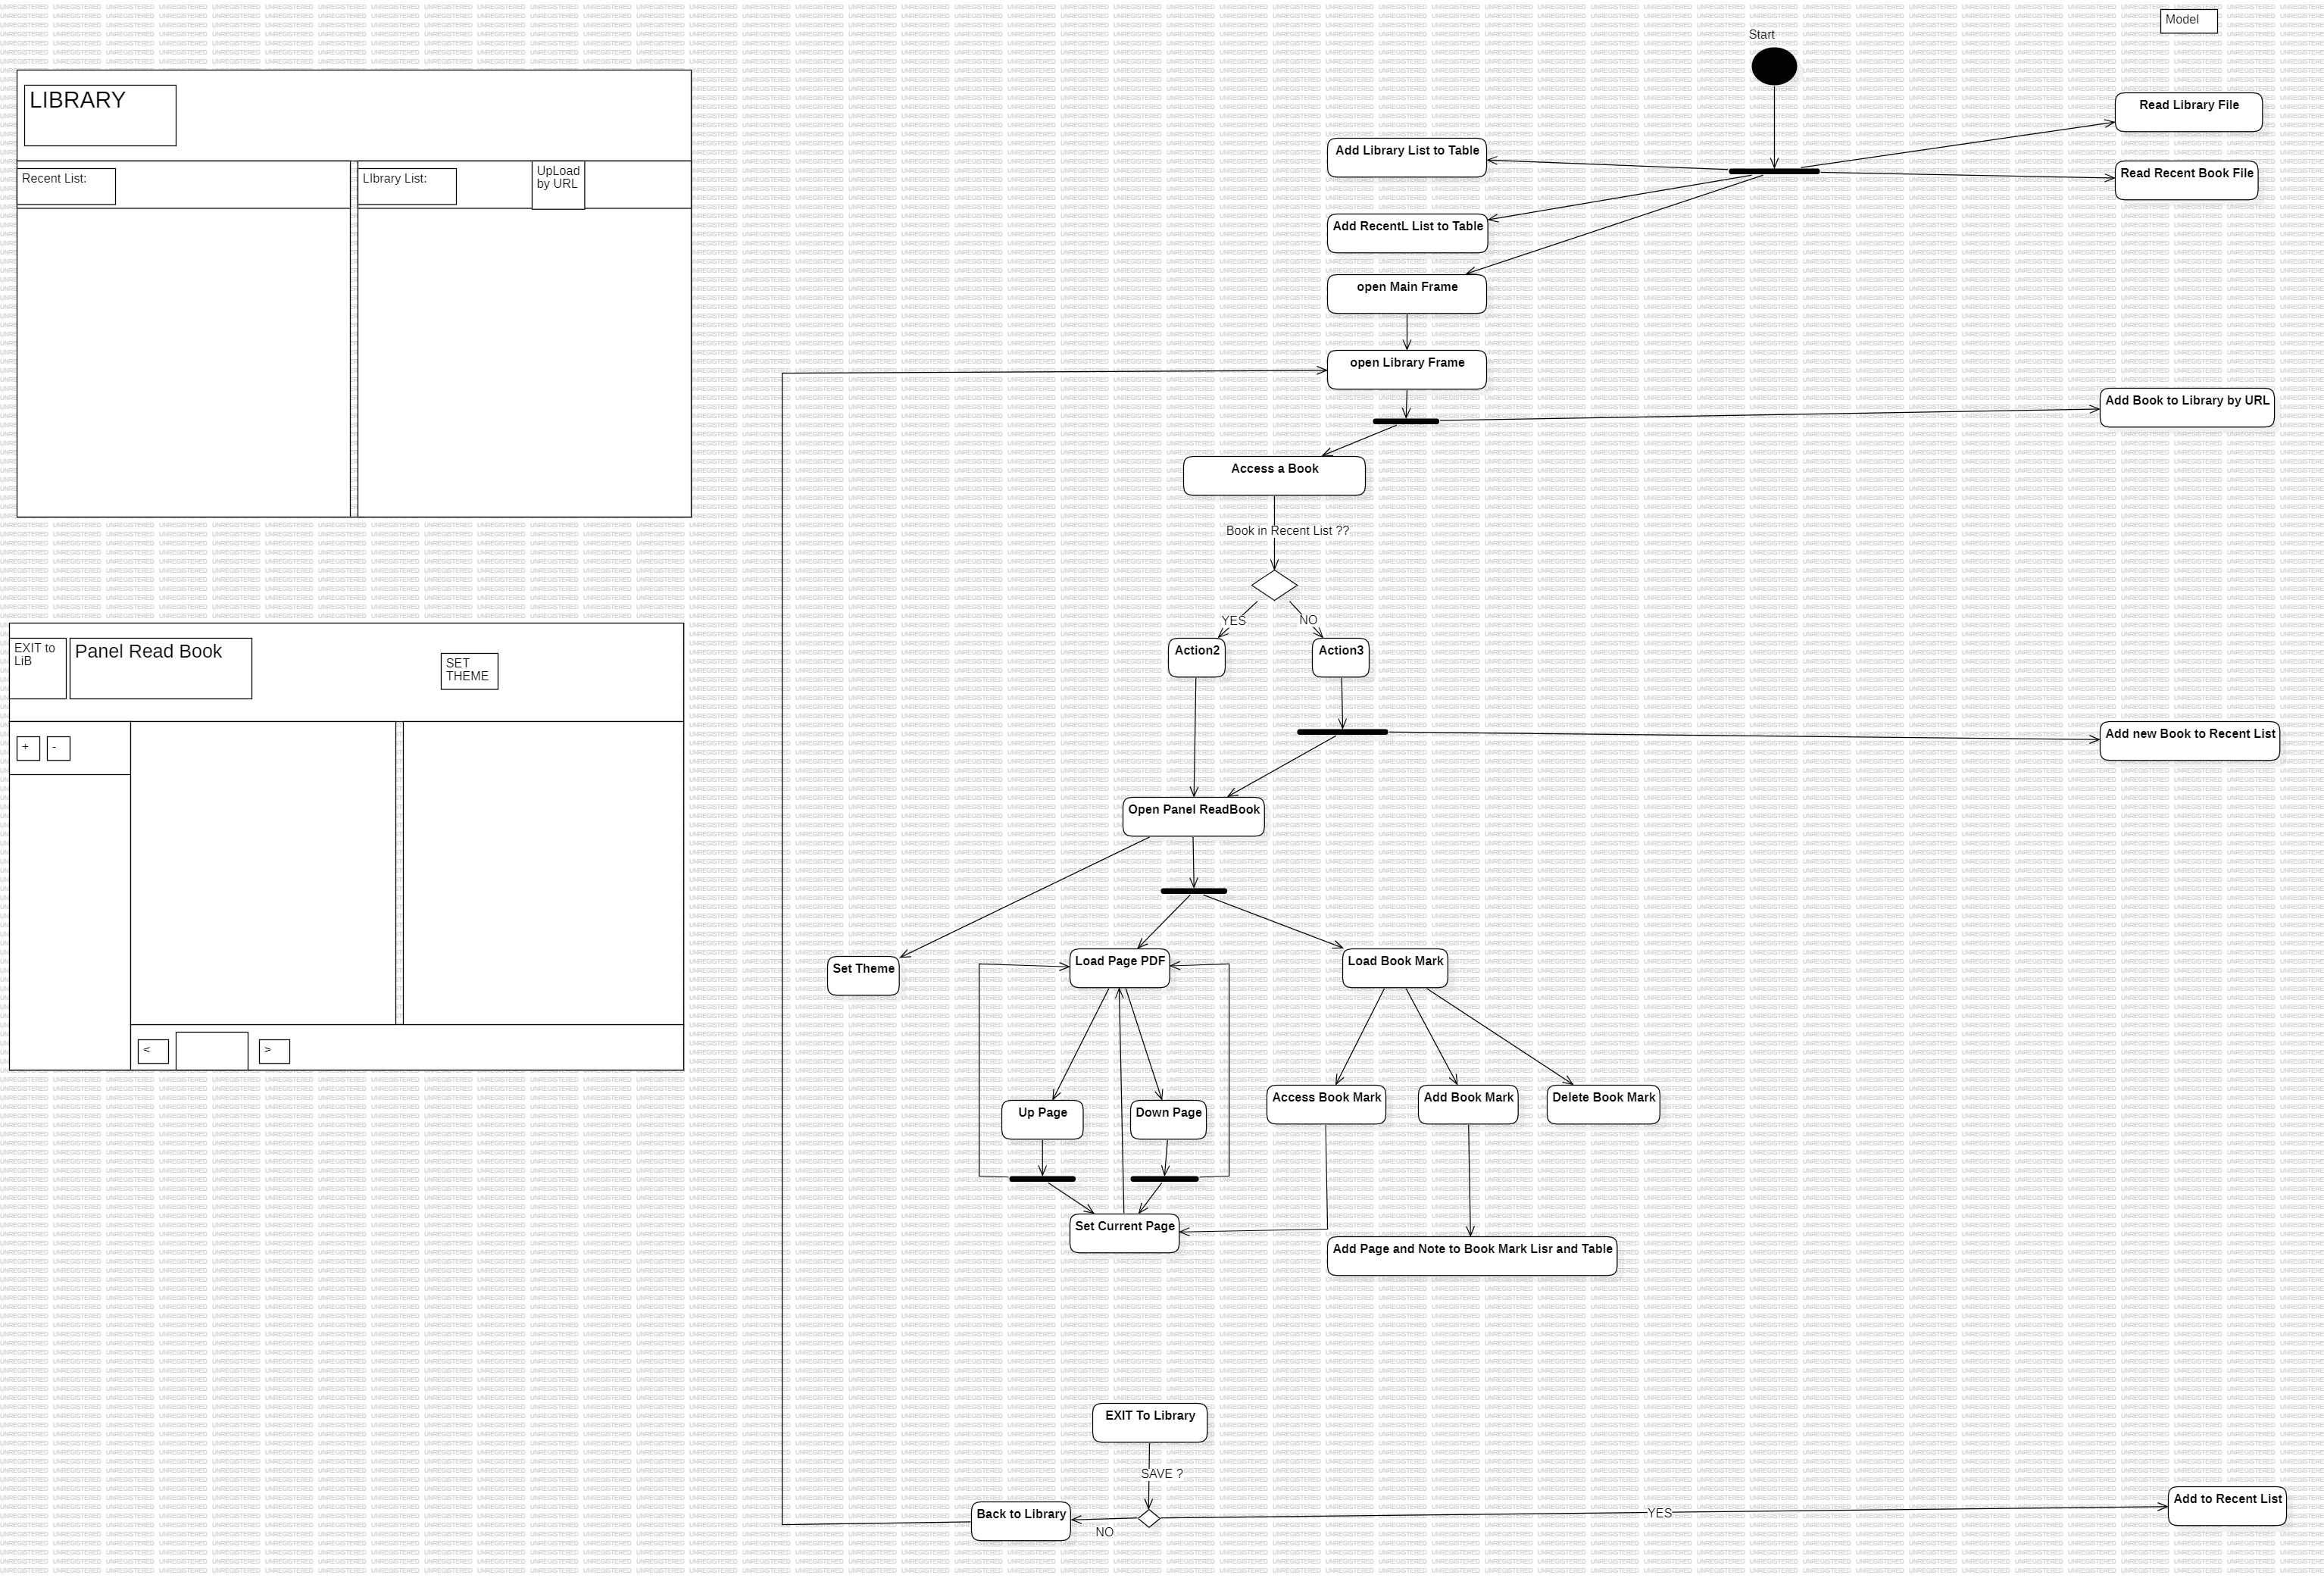 Model
Start
LIBRARY
Read Library File
Add Library List to Table
Read Recent Book File
Recent List:
LIbrary List:
UpLoad
by URL
Add RecentL List to Table
open Main Frame
open Library Frame
Add Book to Library by URL
Access a Book
Book in Recent List ??
YES
NO
EXIT to
LiB
Panel Read Book
SET
THEME
Action2
Action3
+
-
Add new Book to Recent List
Open Panel ReadBook
Set Theme
Load Page PDF
Load Book Mark
<
>
Up Page
Down Page
Access Book Mark
Add Book Mark
Delete Book Mark
Set Current Page
Add Page and Note to Book Mark Lisr and Table
EXIT To Library
SAVE ?
Back to Library
NO
YES
Add to Recent List
UNREGISTERED